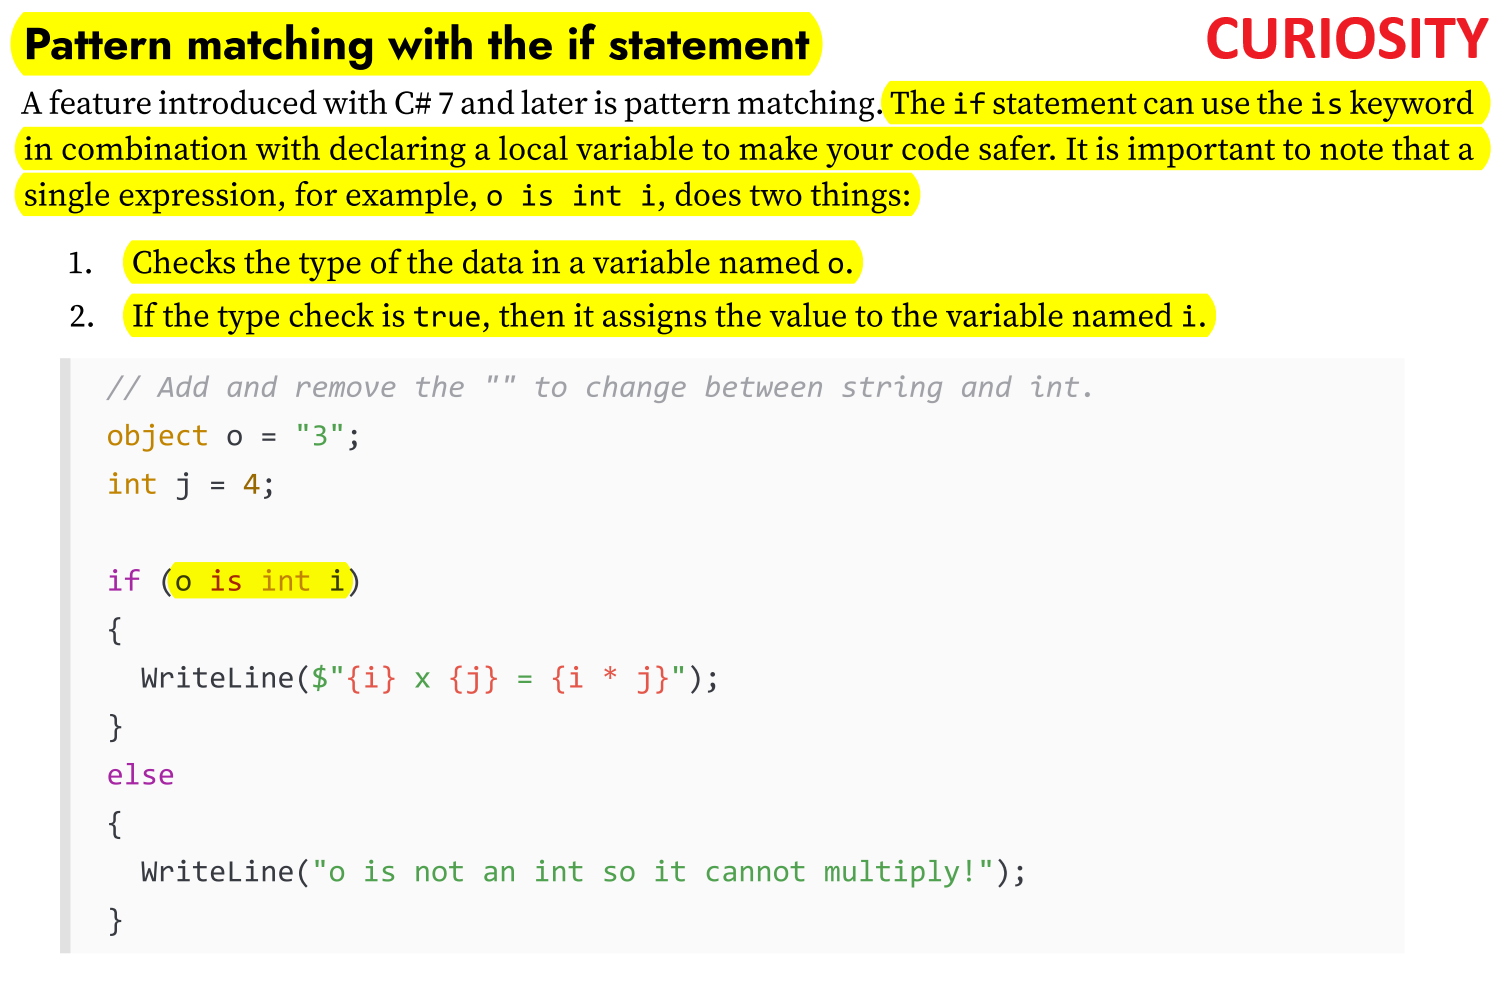 Pattern matching with the if statement
CURIOSITY
A feature introduced with C# 7 and later is pattern matching. The if statement can use the is keyword
in combination with declaring a local variable to make your code safer. It is important to note that a
single expression, for example, o is int i, does two things:
1. Checks the type of the data in a variable named o.
2. If the type check is true, then it assigns the value to the variable named i.
// Add and remove the "" to change between string and int.
object o = "3";
int j = 4;
if (o is int i)
{
  WriteLine($"{i} x {j} = {i * j}");
}
else
{
  WriteLine("o is not an int so it cannot multiply!");
}